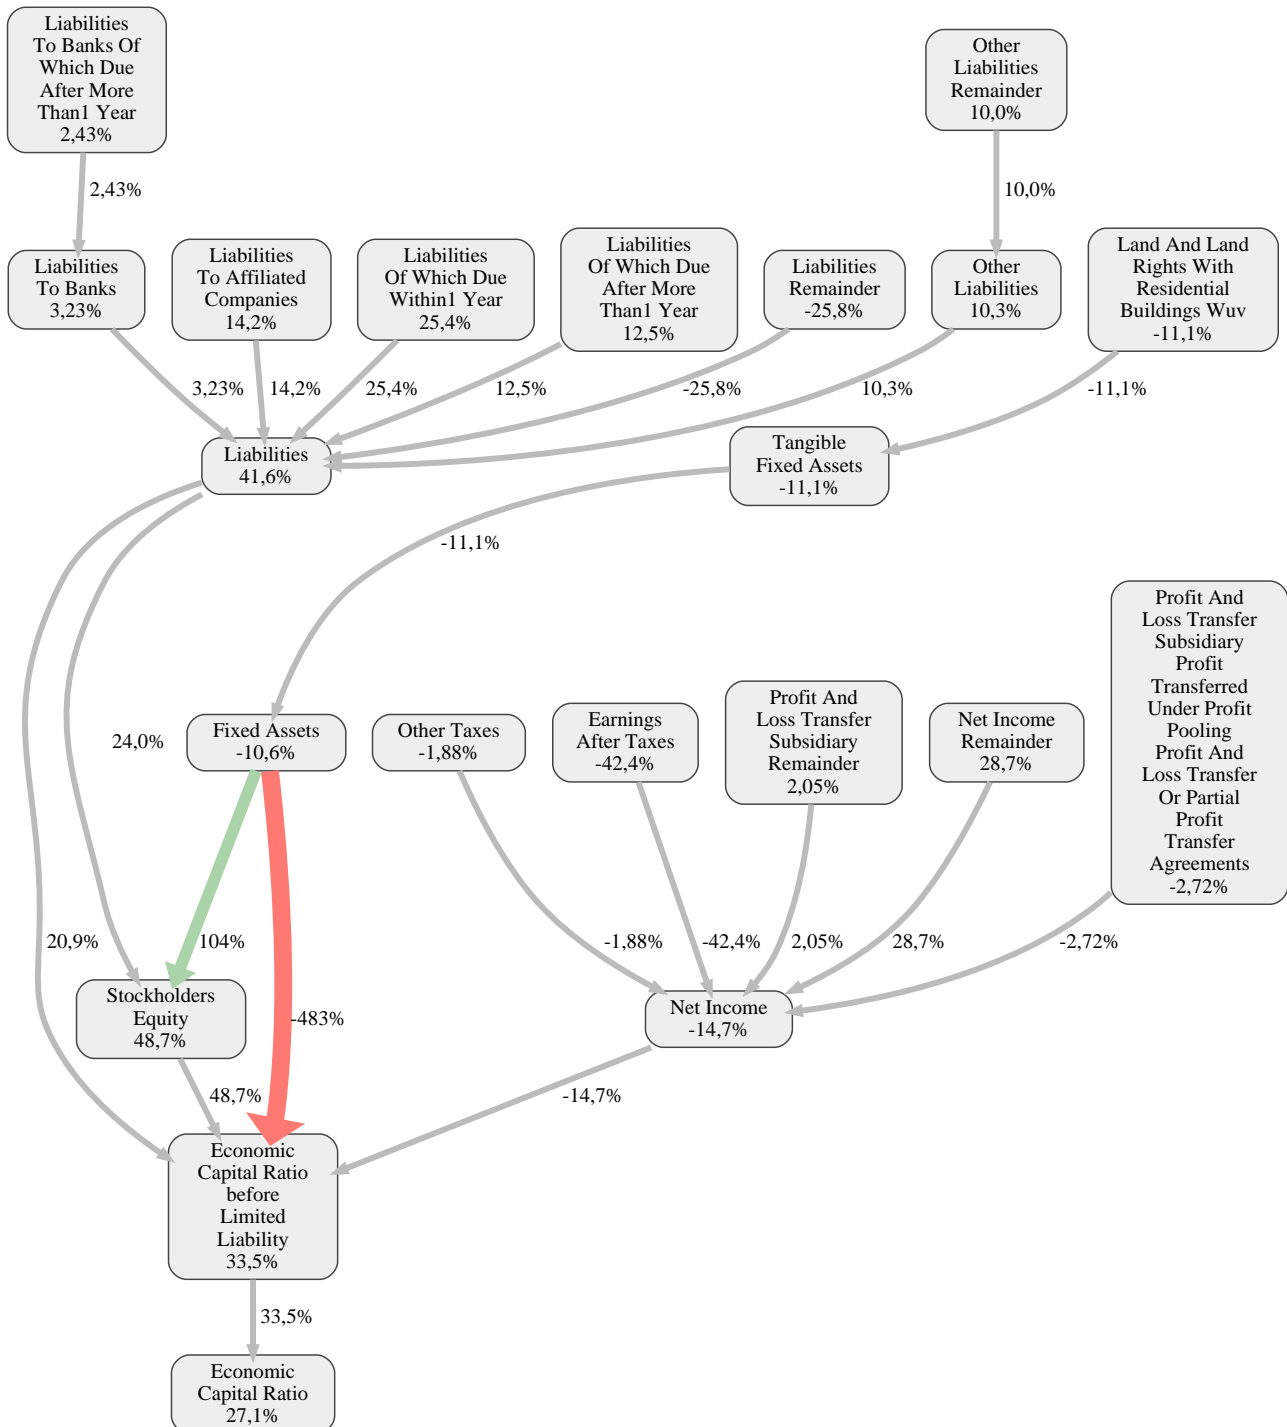 Liabilities
To Banks Of
Which Due
After More
Than1 Year
2,43%
Other
Liabilities
Remainder
10,0%
2,43%
10,0%
Liabilities
To Banks
3,23%
Liabilities
To Affiliated
Companies
14,2%
Liabilities
Of Which Due
Within1 Year
25,4%
Liabilities
Of Which Due
After More
Than1 Year
12,5%
Liabilities
Remainder
-25,8%
Other
Liabilities
10,3%
Land And Land
Rights With
Residential
Buildings Wuv
-11,1%
3,23%
14,2%
25,4%
12,5%
-25,8%
10,3%
-11,1%
Liabilities
41,6%
Tangible
Fixed Assets
-11,1%
-11,1%
Profit And
Loss Transfer
Subsidiary
Profit
Transferred
Under Profit
Pooling
Profit And
Loss Transfer
Or Partial
Profit
Transfer
Agreements
-2,72%
24,0%
Fixed Assets
-10,6%
Other Taxes
-1,88%
Earnings
After Taxes
-42,4%
Profit And
Loss Transfer
Subsidiary
Remainder
2,05%
Net Income
Remainder
28,7%
20,9%
104%
-1,88%
-42,4%
2,05%
28,7%
-2,72%
Stockholders
Equity
48,7%
-483%
Net Income
-14,7%
48,7%
-14,7%
Economic
Capital Ratio
before
Limited
Liability
33,5%
33,5%
Economic
Capital Ratio
27,1%